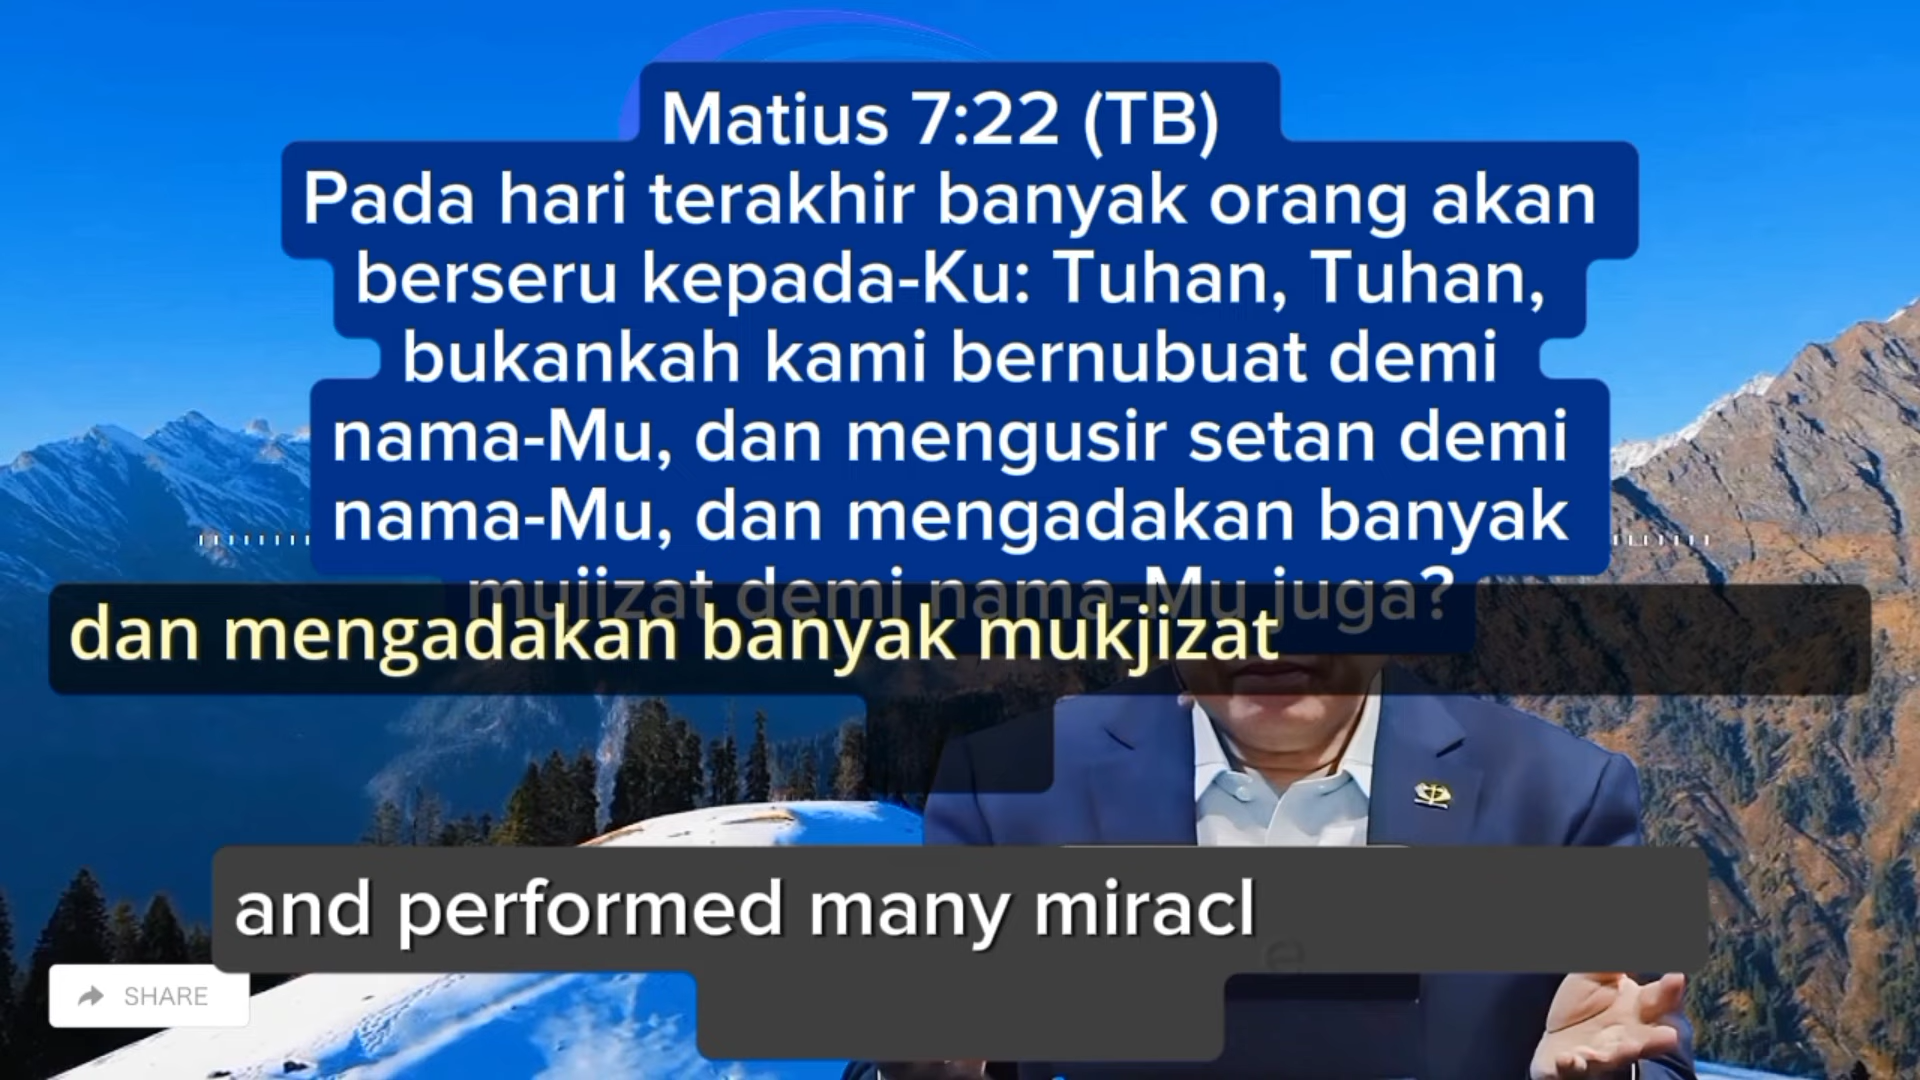 Matius 7:22 (TB)
Pada hari terakhir banyak orang akan
berseru kepada-Ku: Tuhan, Tuhan,
bukankah kami bernubuat demi
nama-Mu, dan mengusir setan demi
nama-Mu, dan mengadakan banyak
mujizat demi nama-Mu juga?
dan mengadakan banyak mukjizat
and performed many miracl
e
SHARE